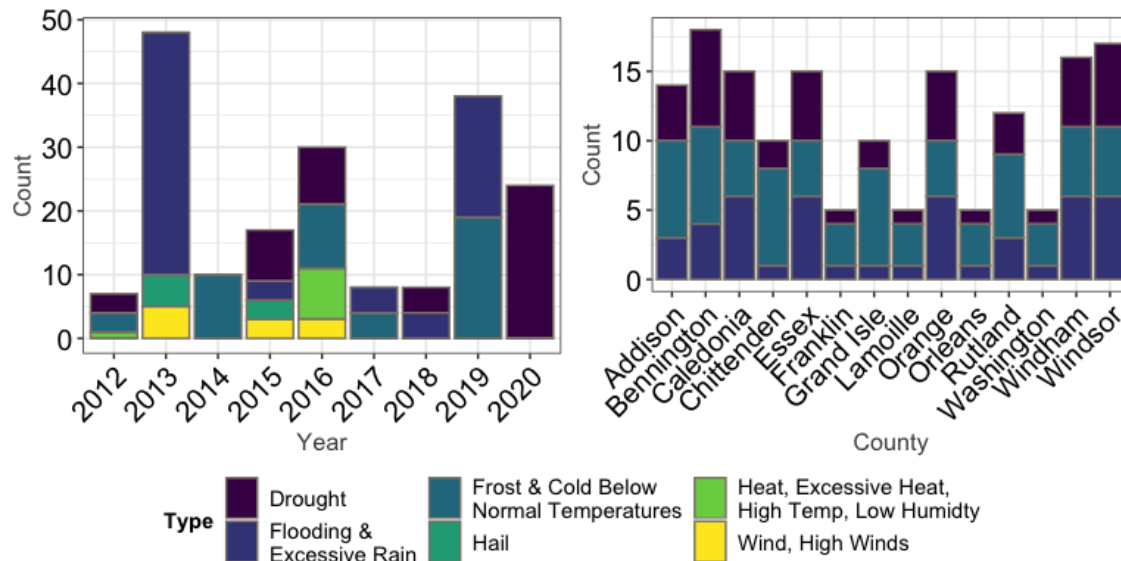 50
40
30
20
10
0
Count
2012
2013
2014
2015
2016
2017
2018
2019
2020
Year
15
10
5
0
Count
Addison
Bennington
Caledonia
Chittenden
Essex
Franklin
Grand Isle
Lamoille
Orange
Orleans
Rutland
Washington
Windham
Windsor
County
Type
Drought
Flooding &
Excessive Rain
Frost & Cold Below
Normal Temperatures
Hail
Heat, Excessive Heat,
High Temp, Low Humidty
Wind, High Winds